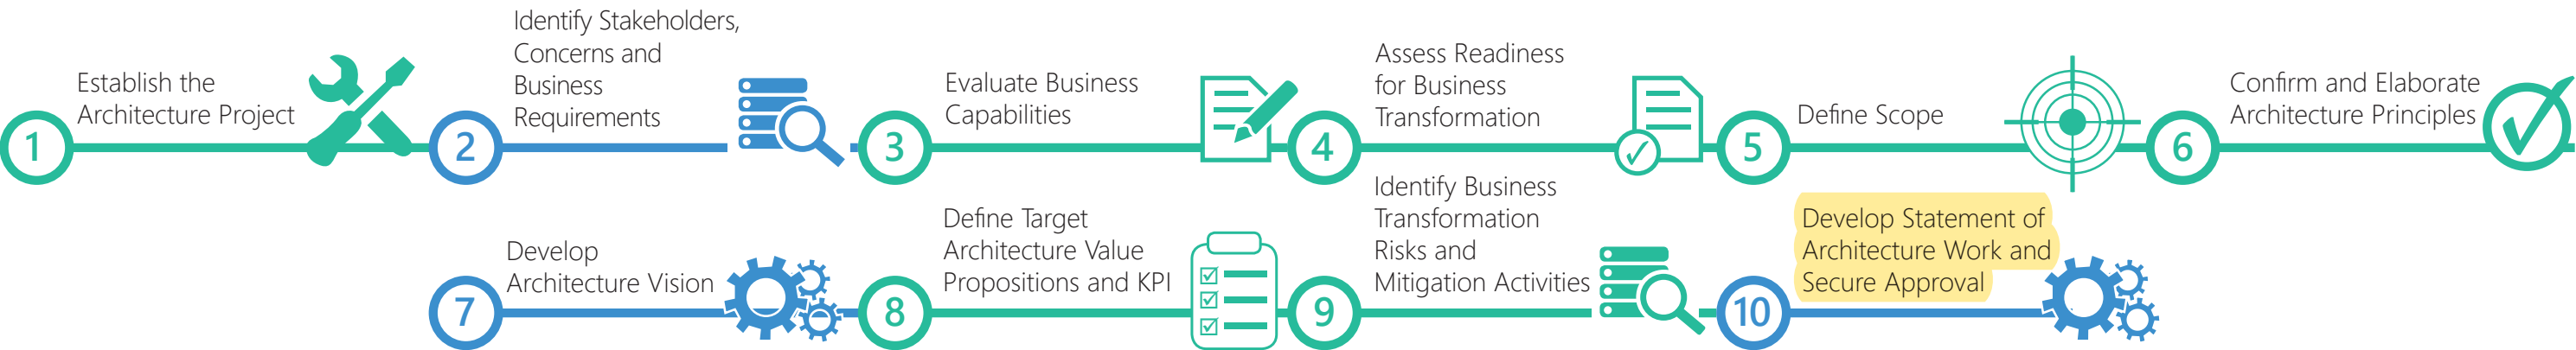 1
Establish the
Architecture Project
2
Identify Stakeholders,
Concerns and
Business
Requirements
3
Evaluate Business
Capabilities
4
Assess Readiness
for Business
Transformation
5
Define Scope
6
Confirm and Elaborate
Architecture Principles
7
Develop
Architecture Vision
8
Define Target
Architecture Value
Propositions and KPI
9
Identify Business
Transformation
Risks and
Mitigation Activities
10
Develop Statement of
Architecture Work and
Secure Approval